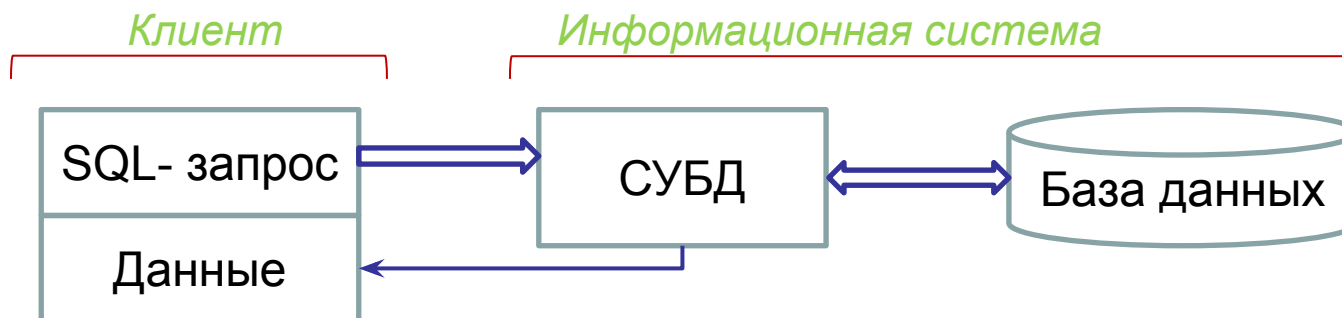 Клиент
Информационная система
SQL- запрос
СУБД
База данных
Данные